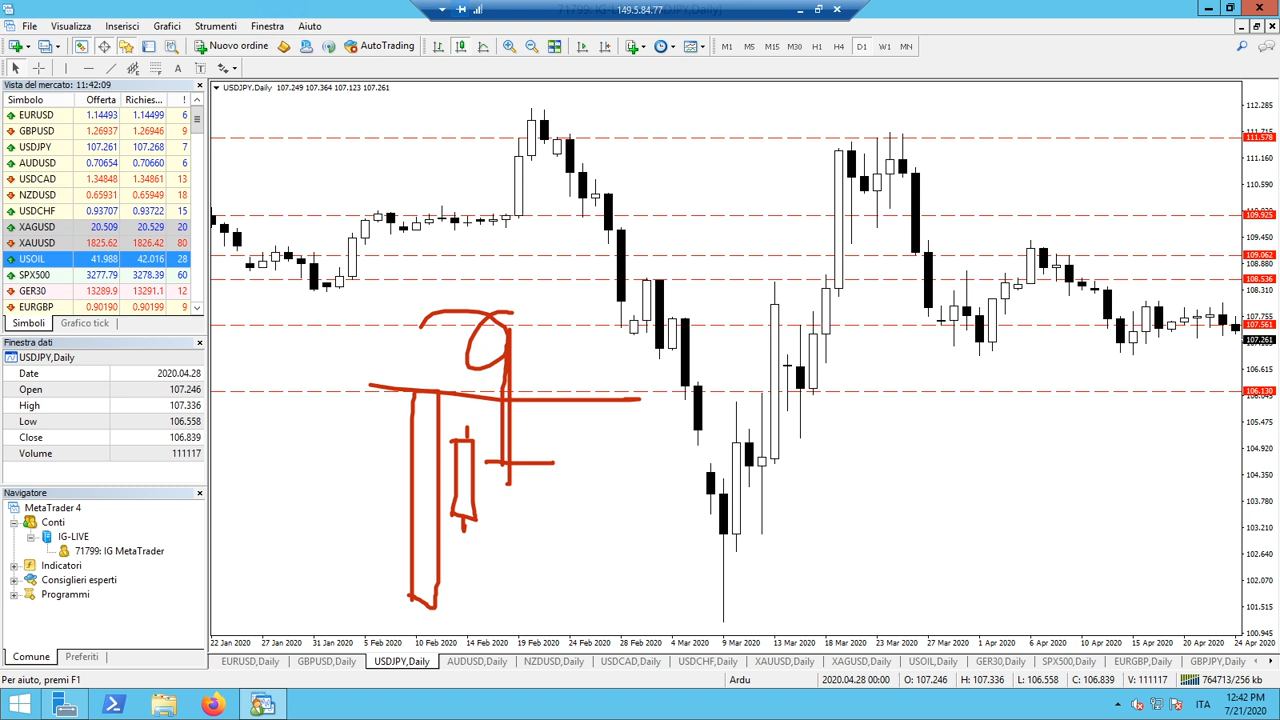 71799: IG-LIVE
149.5.84.77
File Visualizza Inserisci Grafici Strumenti Finestra Aiuto
Nuovo ordine AutoTrading M1 M5 M15 M30 H1 H4 D1 W1 MN
Vista del mercato: 11:42:09
Simbolo Offerta Richies... !
EURUSD 1.14493 1.14499 6
GBPUSD 1.26937 1.26946 9
USDJPY 107.261 107.268 7
AUDUSD 0.70654 0.70660 6
USDCAD 1.34848 1.34861 13
NZDUSD 0.65931 0.65949 18
USDCHF 0.93707 0.93722 15
XAGUSD 20.509 20.529 20
XAUUSD 1825.62 1826.42 80
USOIL 41.988 42.016 28
SPX500 3277.79 3278.39 60
GER30 13289.9 13291.1 12
EURGBP 0.90190 0.90199 9
Simboli Grafico tick
Finestra dati
USDJPY,Daily
Date 2020.04.28
Open 107.246
High 107.336
Low 106.558
Close 106.839
Volume 111117
Navigatore
MetaTrader 4
Conti
IG-LIVE
71799: IG MetaTrader
Indicatori
Consiglieri esperti
Programmi
Comune Preferiti
USDJPY,Daily 107.249 107.364 107.123 107.261
112.285
111.578
111.160
110.590
109.925
109.450
109.062
108.880
108.536
108.310
107.755
107.561
107.261
106.615
106.130
105.475
104.920
104.350
103.780
103.210
102.640
102.070
101.515
100.945
22 Jan 2020 27 Jan 2020 31 Jan 2020 5 Feb 2020 10 Feb 2020 14 Feb 2020 19 Feb 2020 24 Feb 2020 28 Feb 2020 4 Mar 2020 9 Mar 2020 13 Mar 2020 18 Mar 2020 23 Mar 2020 27 Mar 2020 1 Apr 2020 6 Apr 2020 10 Apr 2020 15 Apr 2020 20 Apr 2020 24 Apr 2020
EURUSD,Daily GBPUSD,Daily USDJPY,Daily AUDUSD,Daily NZDUSD,Daily USDCAD,Daily USDCHF,Daily XAUUSD,Daily XAGUSD,Daily USOIL,Daily GER30,Daily SPX500,Daily EURGBP,Daily GBPJPY,Daily
Per aiuto, premi F1 Ardu 2020.04.28 00:00 O: 107.246 H: 107.336 L: 106.558 C: 106.839 V: 111117 764713/256 kb
ITA 12:42 PM
7/21/2020